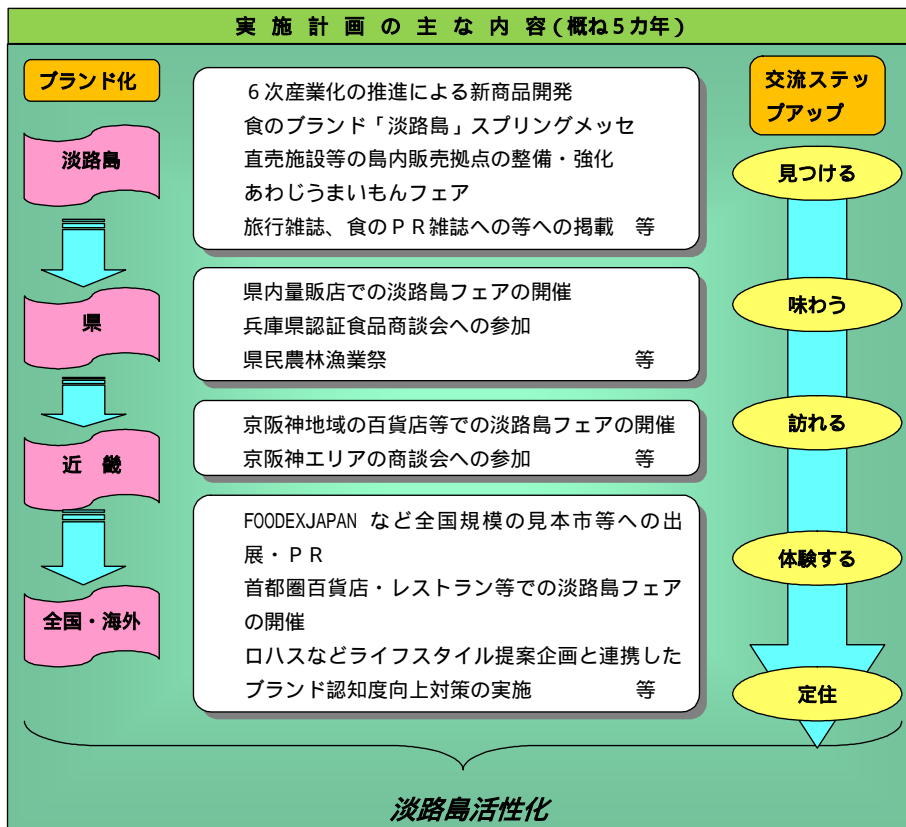 実施計画の主な内容(概ね５カ年)
ブランド化
淡路島
県
近畿
全国・海外
６次産業化の推進による新商品開発
食のブランド「淡路島」スプリングメッセ
直売施設等の島内販売拠点の整備・強化
あわじうまいもんフェア
旅行雑誌、食のＰＲ雑誌への等への掲載　等
県内量販店での淡路島フェアの開催
兵庫県認証食品商談会への参加
県民農林漁業祭　等
京阪神地域の百貨店等での淡路島フェアの開催
京阪神エリアの商談会への参加　等
FOODEXJAPAN など全国規模の見本市等への出
展・ＰＲ
首都圏百貨店・レストラン等での淡路島フェア
の開催
ロハスなどライフスタイル提案企画と連携した
ブランド認知度向上対策の実施　等
交流ステッ
プアップ
見つける
味わう
訪れる
体験する
定住
淡路島活性化